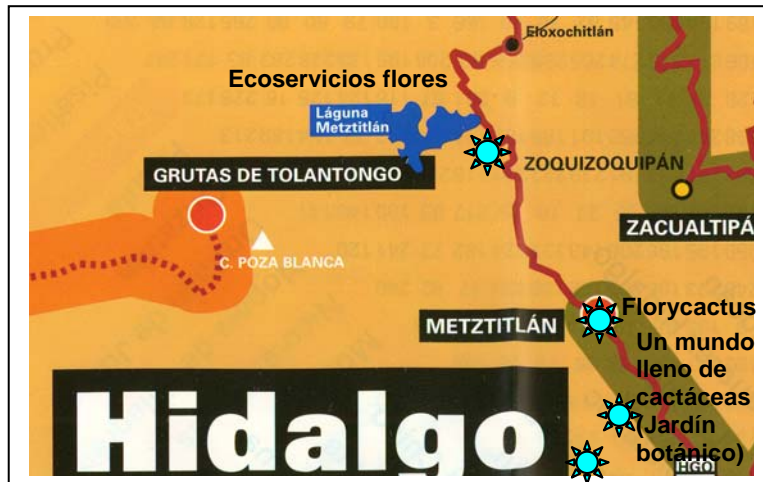 Eloxochitlán
Ecoservicios flores
Láguna
Metztitlán
ZOQUIZOQUIPÁN
GRUTAS DE TOLANTONGO
ZACUALTIPÁ
C. POZA BLANCA
Florycactus
METZTITLÁN
Un mundo
lleno de
cactáceas
(Jardín
botánico)
Hidalgo
HGO